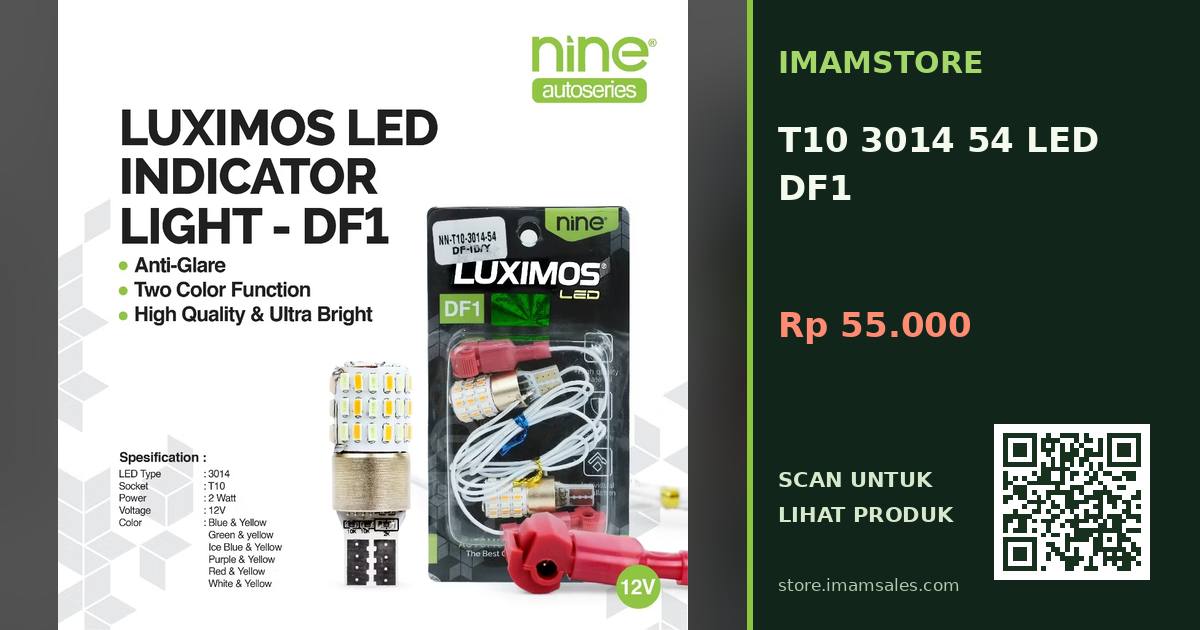 nine®
autoseries
LUXIMOS LED
INDICATOR
LIGHT - DF1
Anti-Glare
Two Color Function
High Quality & Ultra Bright
Spesification :
LED Type : 3014
Socket : T10
Power : 2 Watt
Voltage : 12V
Color : Blue & Yellow
Green & yellow
Ice Blue & Yellow
Purple & Yellow
Red & Yellow
White & Yellow
nine®
NN-T10-3014-54
LUXIMOS®
LED
DF1
The Best
12V
IMAMSTORE
T10 3014 54 LED
DF1
Rp 55.000
SCAN UNTUK
LIHAT PRODUK
store.imamsales.com